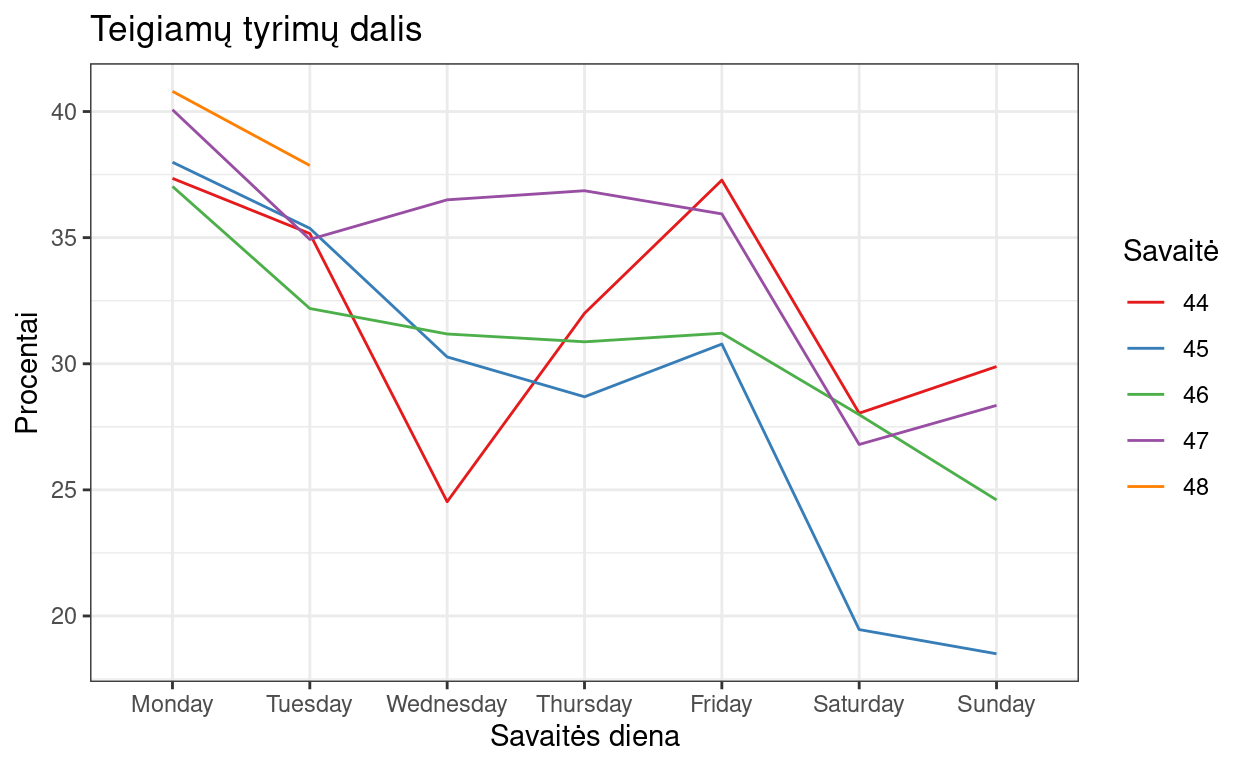 Teigiamų tyrimų dalis
Procentai
40
35
30
25
20
Monday Tuesday Wednesday Thursday Friday Saturday Sunday
Savaitės diena
Savaitė
44
45
46
47
48